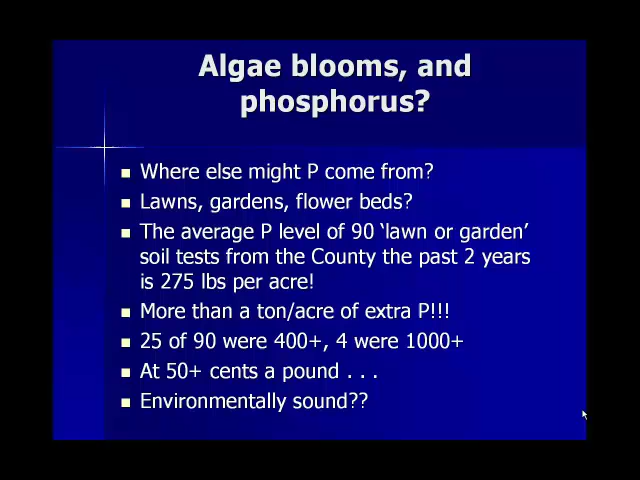 Algae blooms, and
phosphorus?
Where else might P come from?
Lawns, gardens, flower beds?
The average P level of 90 ‘lawn or garden’
soil tests from the County the past 2 years
is 275 lbs per acre!
More than a ton/acre of extra P!!!
25 of 90 were 400+, 4 were 1000+
At 50+ cents a pound . . .
Environmentally sound??